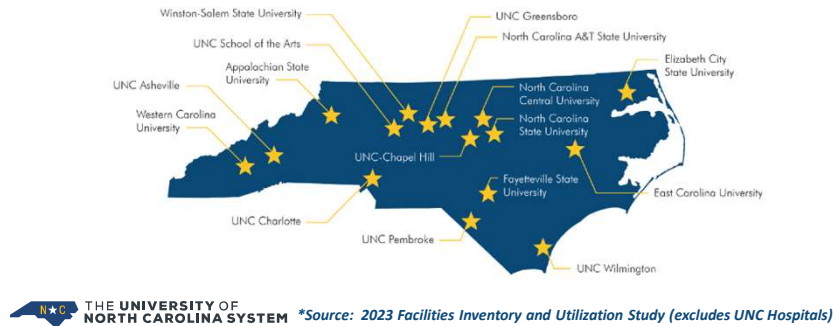 Winston-Salem State University
UNC Greensboro
UNC School of the Arts
North Carolina A&T State University
Appalachian State
University
Elizabeth City
State University
UNC Asheville
North Carolina
Central University
Western Carolina
University
North Carolina
State University
UNC-Chapel Hill
Fayetteville State
University
East Carolina University
UNC Charlotte
UNC Pembroke
UNC Wilmington
N★C
THE UNIVERSITY OF
NORTH CAROLINA SYSTEM
*Source: 2023 Facilities Inventory and Utilization Study (excludes UNC Hospitals)